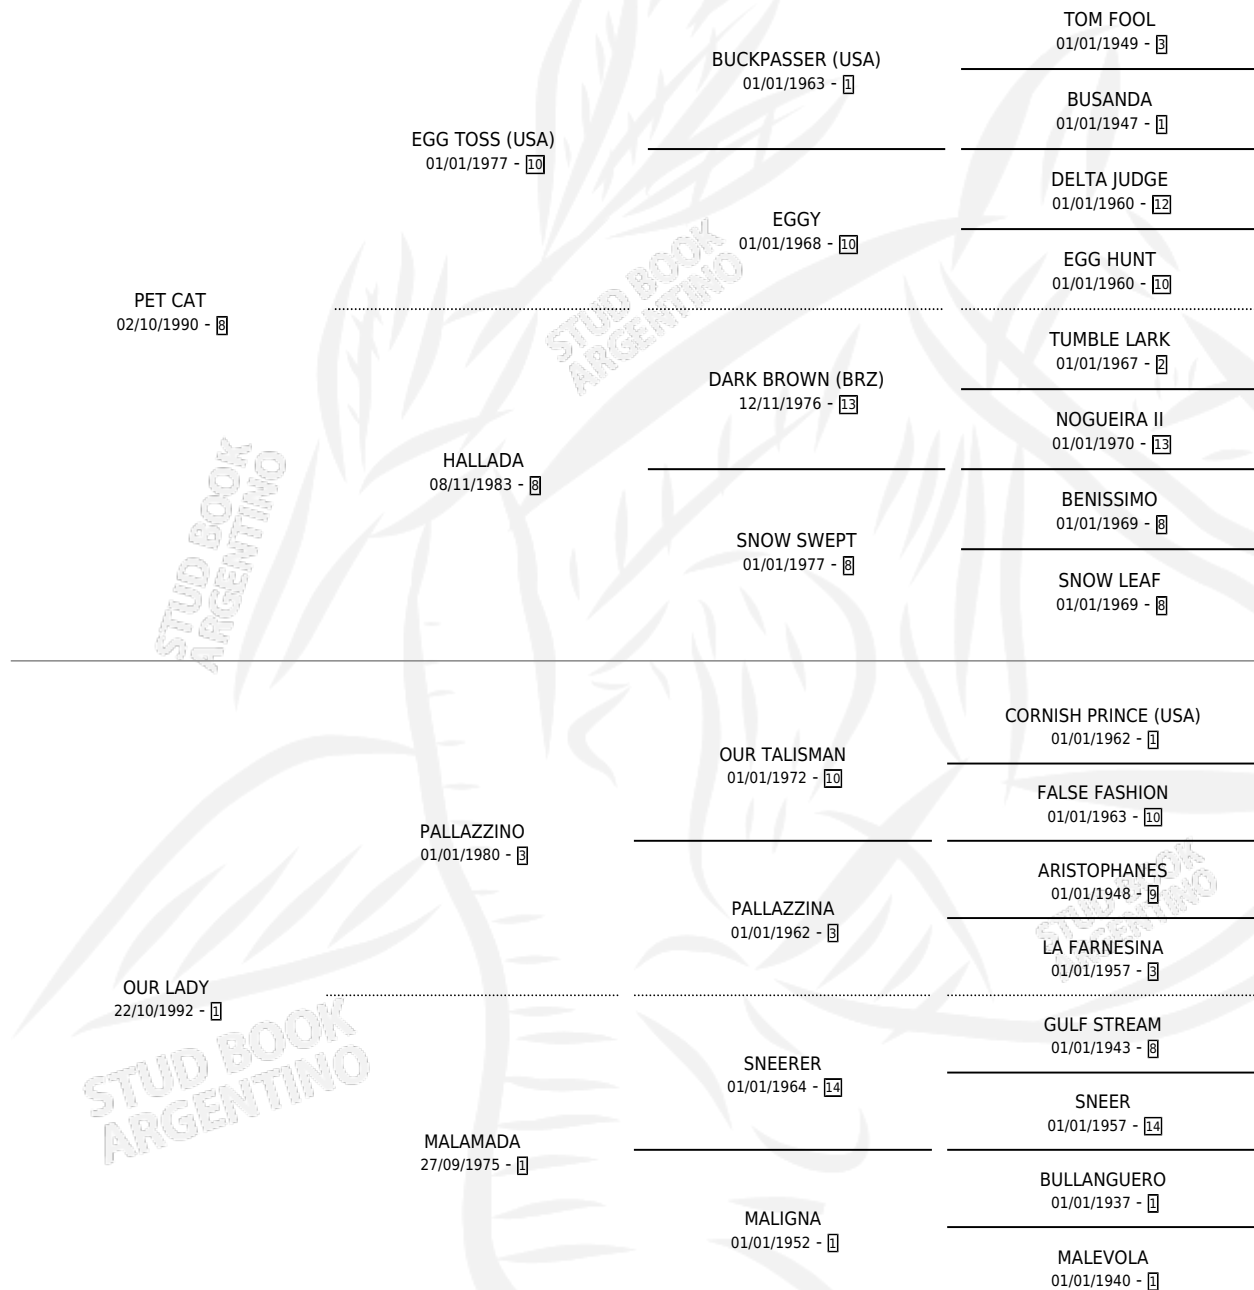 TOM FOOL
01/01/1949 - 3
BUCKPASSER (USA)
01/01/1963 - 1
BUSANDA
01/01/1947 - 1
EGG TOSS (USA)
01/01/1977 - 10
DELTA JUDGE
01/01/1960 - 12
EGGY
01/01/1968 - 10
EGG HUNT
01/01/1960 - 10
PET CAT
02/10/1990 - 8
STUD BOOK
ARGENTINO
TUMBLE LARK
01/01/1967 - 2
DARK BROWN (BRZ)
12/11/1976 - 13
NOGUEIRA II
01/01/1970 - 13
HALLADA
08/11/1983 - 8
BENISSIMO
01/01/1969 - 8
SNOW SWEPT
01/01/1977 - 8
SNOW LEAF
01/01/1969 - 8
STUD BOOK
ARGENTINO
CORNISH PRINCE (USA)
01/01/1962 - 1
OUR TALISMAN
01/01/1972 - 10
FALSE FASHION
01/01/1963 - 10
PALLAZZINO
01/01/1980 - 3
ARISTOPHANES
01/01/1948 - 9
PALLAZZINA
01/01/1962 - 3
LA FARNESINA
01/01/1957 - 3
STUD BOOK
ARGENTINO
OUR LADY
22/10/1992 - 1
GULF STREAM
01/01/1943 - 8
SNEERER
01/01/1964 - 14
SNEER
01/01/1957 - 14
STUD BOOK
ARGENTINO
MALAMADA
27/09/1975 - 1
BULLANGUERO
01/01/1937 - 1
MALIGNA
01/01/1952 - 1
MALEVOLA
01/01/1940 - 1